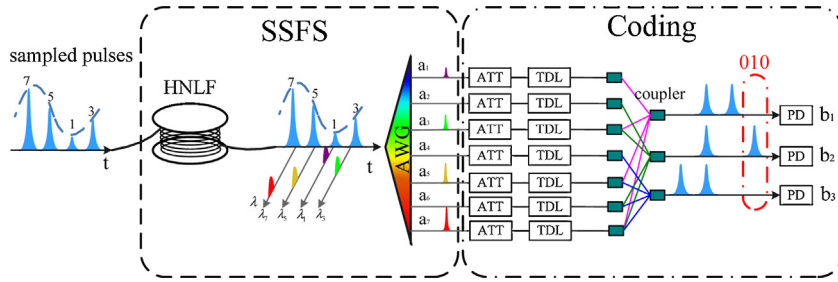 SSFS
Coding
sampled pulses
7
5
1
3
t
HNLF
7
5
1
3
t
λ
λ₇
λ₅
λ₁
λ₃
AWG
a₁
a₂
a₃
a₄
a₅
a₆
a₇
ATT TDL
ATT TDL
ATT TDL
ATT TDL
ATT TDL
ATT TDL
ATT TDL
coupler
010
PD b₁
PD b₂
PD b₃